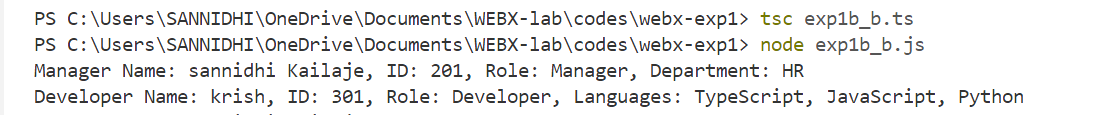 PS C:\Users\SANNIDHI\OneDrive\Documents\WEBX-lab\codes\webx-exp1> tsc exp1b_b.ts
PS C:\Users\SANNIDHI\OneDrive\Documents\WEBX-lab\codes\webx-exp1> node exp1b_b.js
Manager Name: sannidhi Kailaje, ID: 201, Role: Manager, Department: HR
Developer Name: krish, ID: 301, Role: Developer, Languages: TypeScript, JavaScript, Python